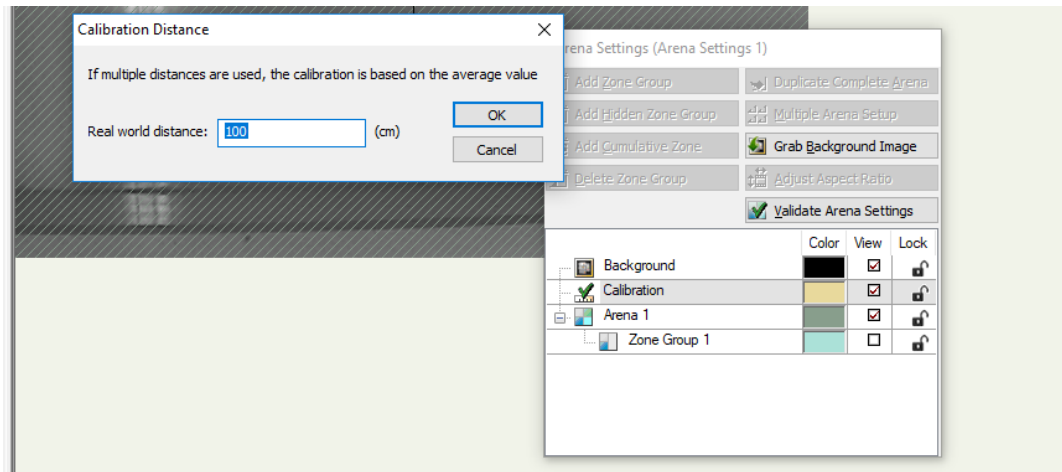 Calibration Distance
If multiple distances are used, the calibration is based on the average value
Real world distance: 100 (cm)
OK
Cancel
rena Settings (Arena Settings 1)
Add Zone Group
Duplicate Complete Arena
Add Hidden Zone Group
Multiple Arena Setup
Add Cumulative Zone
Grab Background Image
Delete Zone Group
Adjust Aspect Ratio
Validate Arena Settings
Color View Lock
Background
Calibration
Arena 1
Zone Group 1